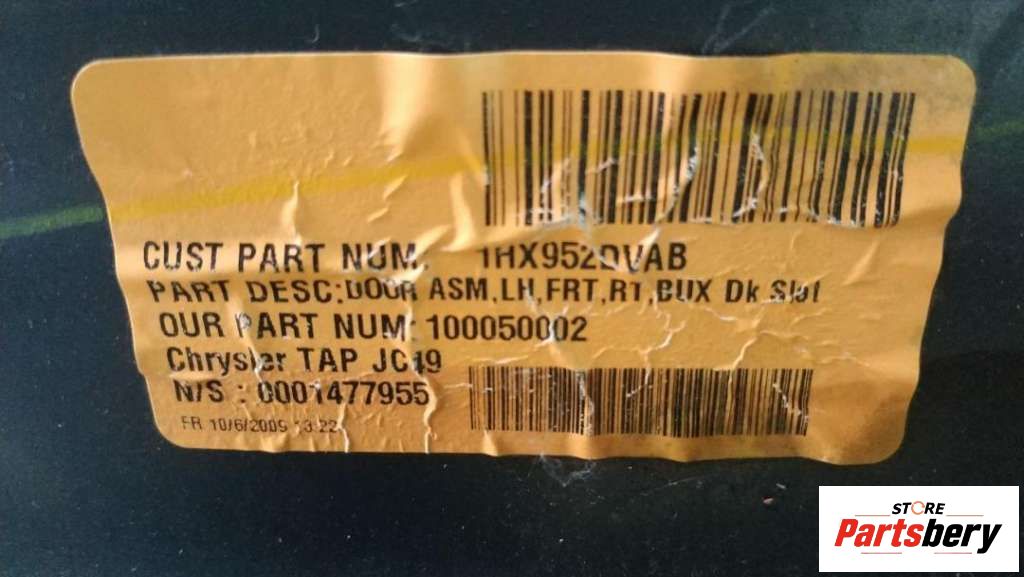 CUST PART NUM: 1HX952DVAB
PART DESC:DOOR ASM,LH,FRT,R1,BUX Dk Slat
OUR PART NUM: 100050002
Chrysler TAP JC49
N/S : 0001477955
FR 10/6/2009 13:22
STORE
Partsbery